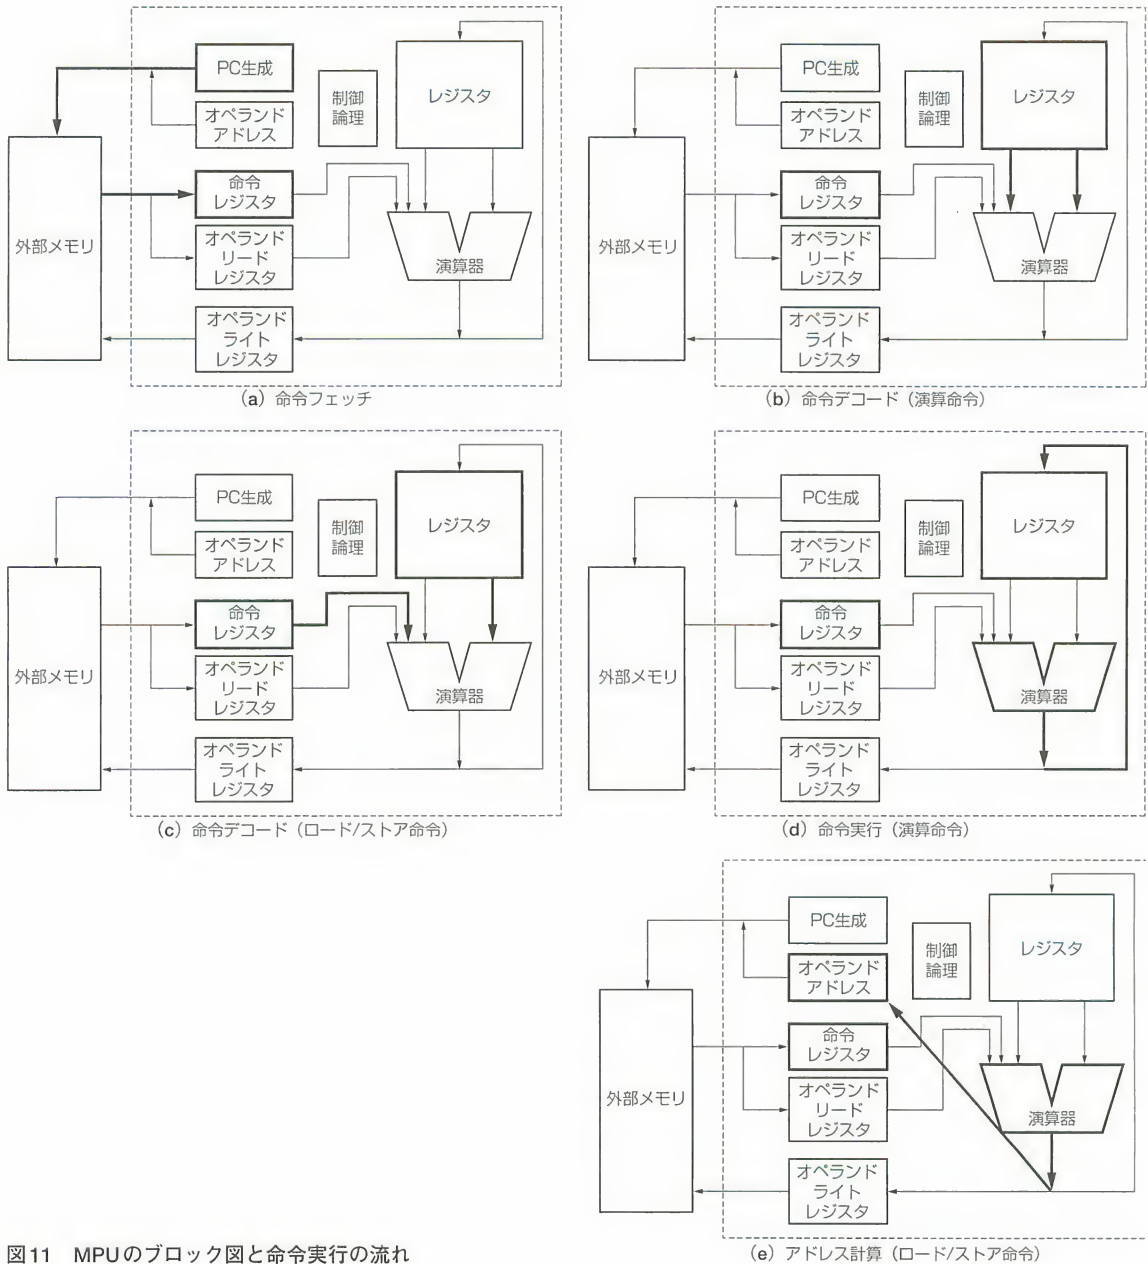 PC生成
オペランド
アドレス
制御
論理
レジスタ
外部メモリ
命令
レジスタ
オペランド
リード
レジスタ
演算器
オペランド
ライト
レジスタ
(a) 命令フェッチ
PC生成
オペランド
アドレス
制御
論理
レジスタ
外部メモリ
命令
レジスタ
オペランド
リード
レジスタ
演算器
オペランド
ライト
レジスタ
(b) 命令デコード (演算命令)
PC生成
オペランド
アドレス
制御
論理
レジスタ
外部メモリ
命令
レジスタ
オペランド
リード
レジスタ
演算器
オペランド
ライト
レジスタ
(c) 命令デコード (ロード/ストア命令)
PC生成
オペランド
アドレス
制御
論理
レジスタ
外部メモリ
命令
レジスタ
オペランド
リード
レジスタ
演算器
オペランド
ライト
レジスタ
(d) 命令実行 (演算命令)
PC生成
オペランド
アドレス
制御
論理
レジスタ
外部メモリ
命令
レジスタ
オペランド
リード
レジスタ
演算器
オペランド
ライト
レジスタ
(e) アドレス計算 (ロード/ストア命令)
図11 MPUのブロック図と命令実行の流れ